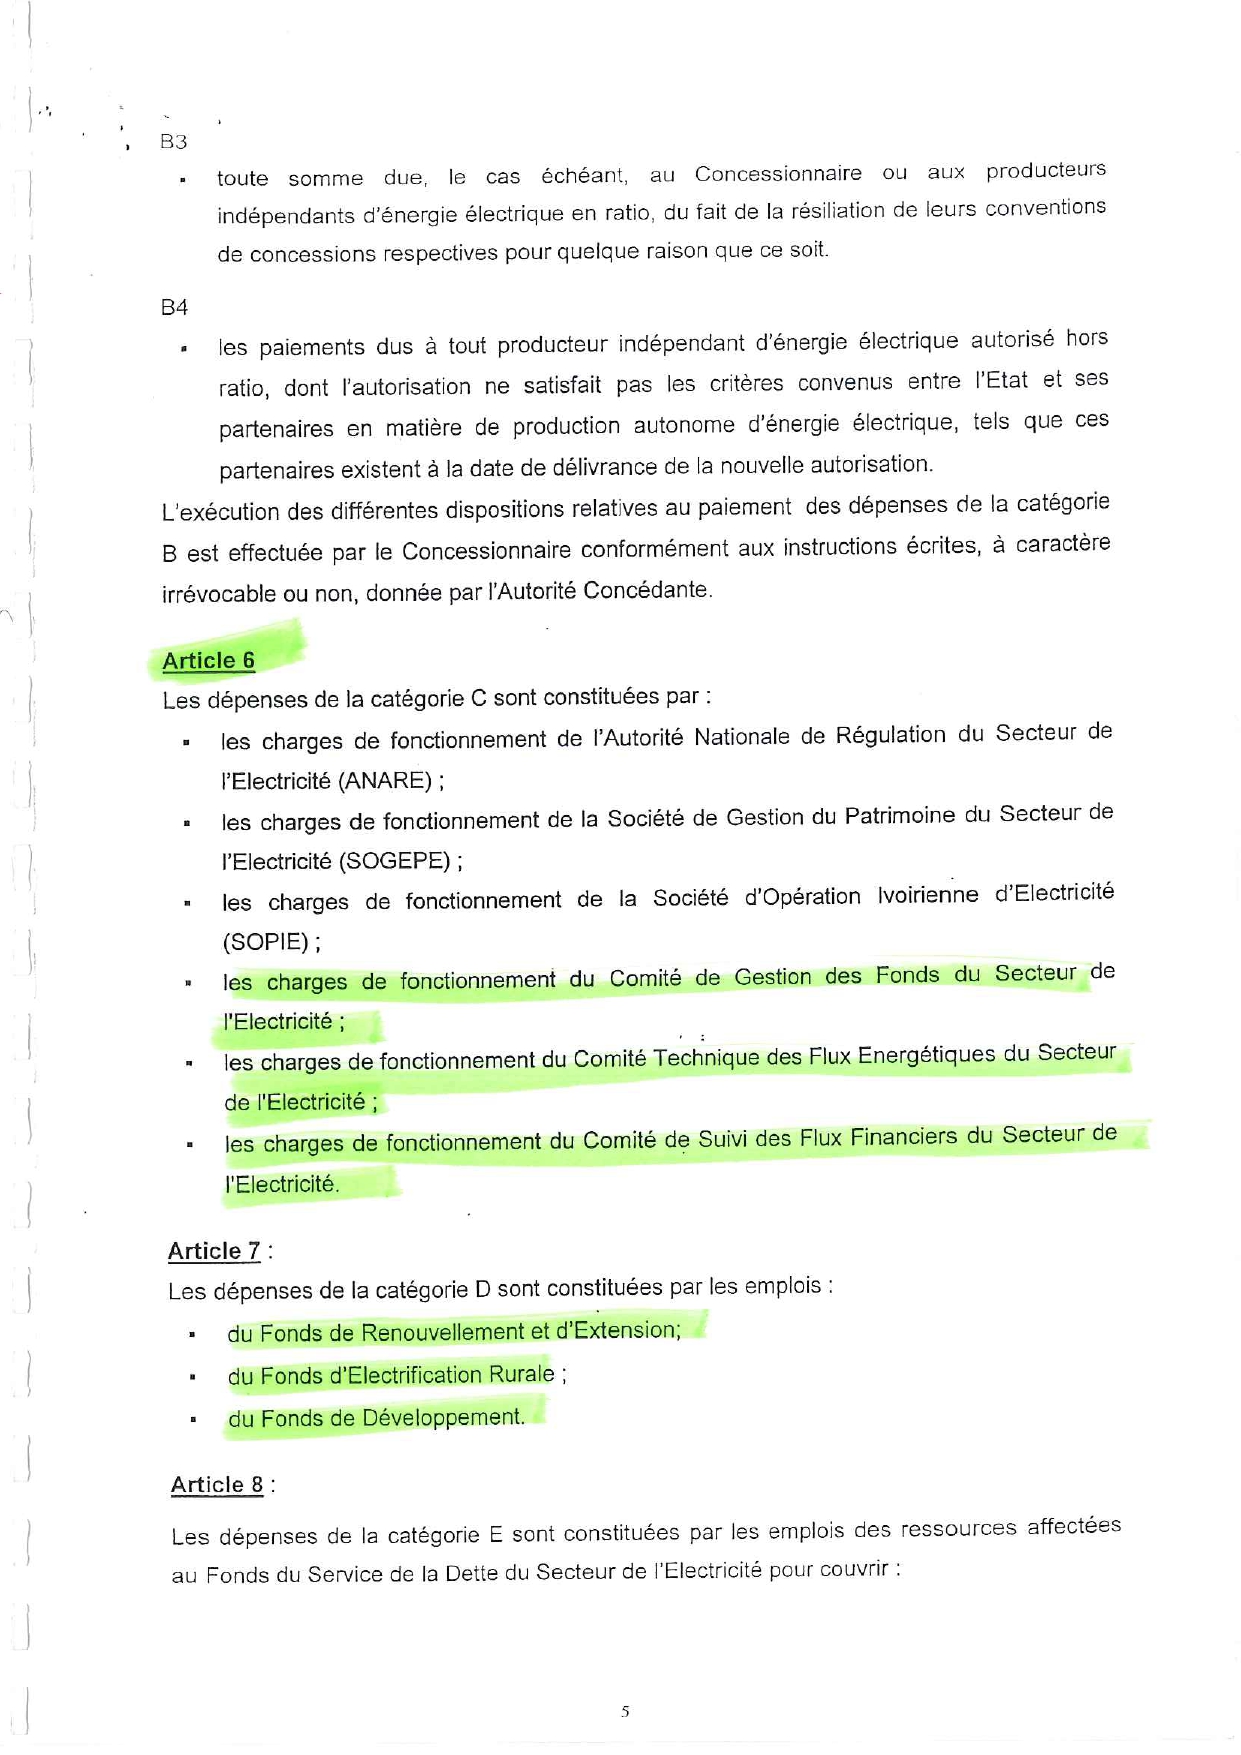 B3
▪ toute somme due, le cas échéant, au Concessionnaire ou aux producteurs
indépendants d'énergie électrique en ratio, du fait de la résiliation de leurs conventions
de concessions respectives pour quelque raison que ce soit.
B4
▪ les paiements dus à tout producteur indépendant d'énergie électrique autorisé hors
ratio, dont l'autorisation ne satisfait pas les critères convenus entre l'Etat et ses
partenaires en matière de production autonome d'énergie électrique, tels que ces
partenaires existent à la date de délivrance de la nouvelle autorisation.
L'exécution des différentes dispositions relatives au paiement des dépenses de la catégorie
B est effectuée par le Concessionnaire conformément aux instructions écrites, à caractère
irrévocable ou non, donnée par l'Autorité Concédante.
Article 6
Les dépenses de la catégorie C sont constituées par :
▪ les charges de fonctionnement de l'Autorité Nationale de Régulation du Secteur de
l'Electricité (ANARE) ;
▪ les charges de fonctionnement de la Société de Gestion du Patrimoine du Secteur de
l'Electricité (SOGEPE) ;
▪ les charges de fonctionnement de la Société d'Opération Ivoirienne d'Electricité
(SOPIE) ;
▪ les charges de fonctionnement du Comité de Gestion des Fonds du Secteur de
l'Electricité ;
▪ les charges de fonctionnement du Comité Technique des Flux Energétiques du Secteur
de l'Electricité ;
▪ les charges de fonctionnement du Comité de Suivi des Flux Financiers du Secteur de
l'Electricité.
Article 7 :
Les dépenses de la catégorie D sont constituées par les emplois :
▪ du Fonds de Renouvellement et d'Extension;
▪ du Fonds d'Electrification Rurale ;
▪ du Fonds de Développement.
Article 8 :
Les dépenses de la catégorie E sont constituées par les emplois des ressources affectées
au Fonds du Service de la Dette du Secteur de l'Electricité pour couvrir :
5